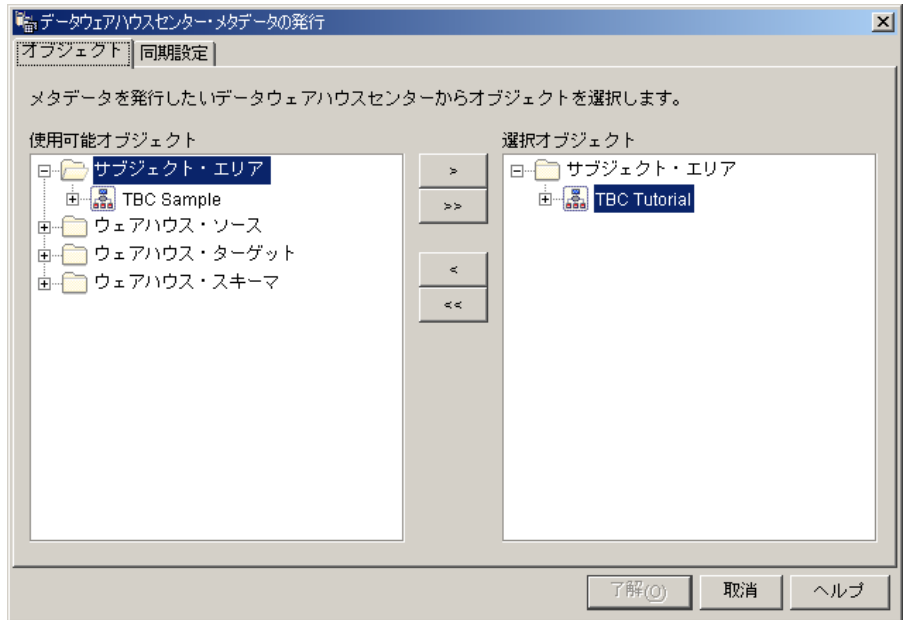 データウェアハウスセンター・メタデータの発行
オブジェクト 同期設定
メタデータを発行したいデータウェアハウスセンターからオブジェクトを選択します。
使用可能オブジェクト
サブジェクト・エリア
TBC Sample
ウェアハウス・ソース
ウェアハウス・ターゲット
ウェアハウス・スキーマ
>
>>
<
<<
選択オブジェクト
サブジェクト・エリア
TBC Tutorial
了解(O) 取消 ヘルプ